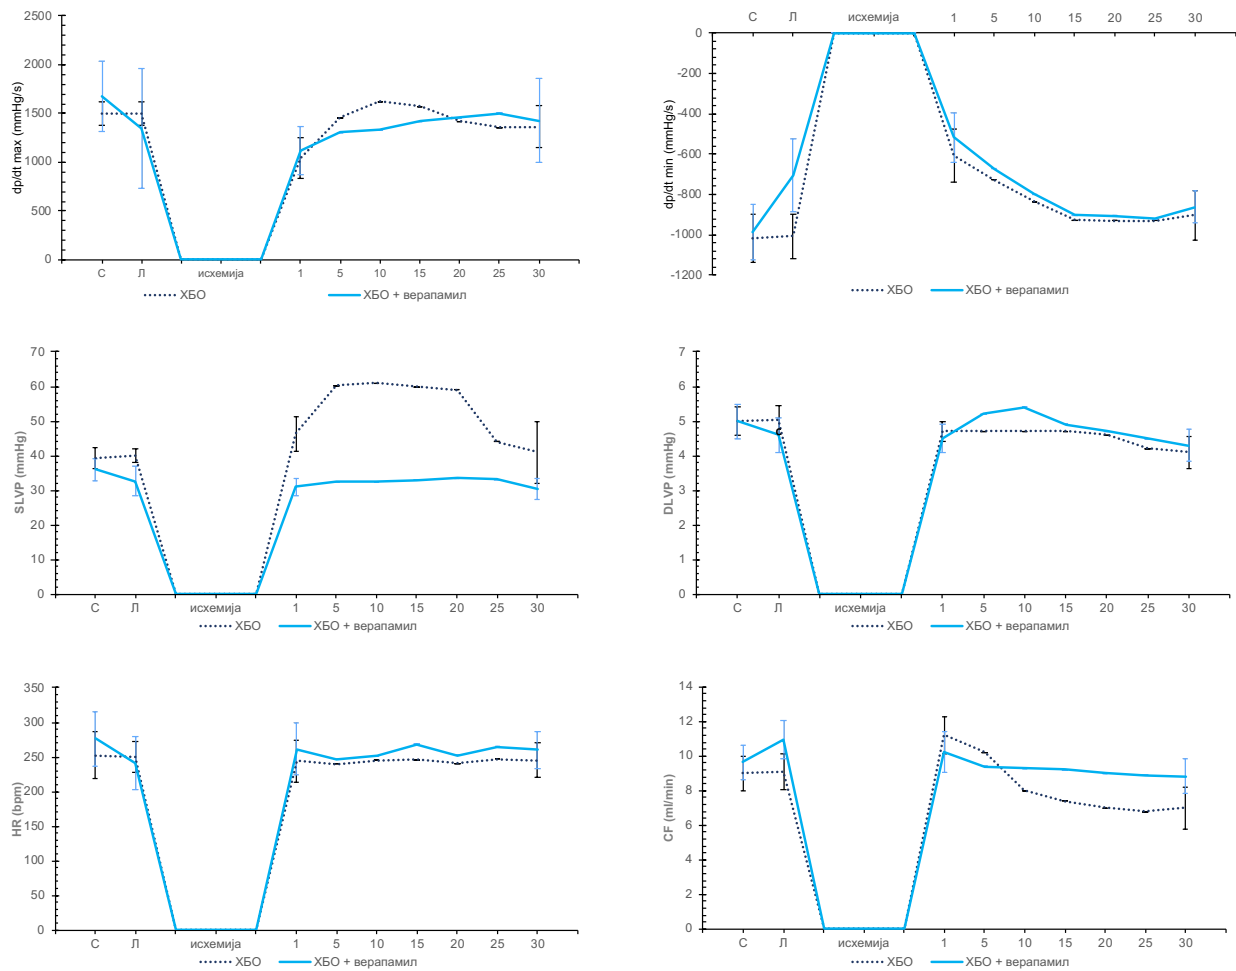 2500
2000
1500
1000
500
0
dp/dt max (mmHg/s)
С Л исхемија 1 5 10 15 20 25 30
ХБО ХБО + верапамил
С Л исхемија 1 5 10 15 20 25 30
0
-200
-400
-600
-800
-1000
-1200
dp/dt min (mmHg/s)
ХБО ХБО + верапамил
70
60
50
40
30
20
10
0
SLVP (mmHg)
С Л исхемија 1 5 10 15 20 25 30
ХБО ХБО + верапамил
7
6
5
4
3
2
1
0
DLVP (mmHg)
С Л исхемија 1 5 10 15 20 25 30
ХБО ХБО + верапамил
350
300
250
200
150
100
50
0
HR (bpm)
С Л исхемија 1 5 10 15 20 25 30
ХБО ХБО + верапамил
14
12
10
8
6
4
2
0
CF (ml/min)
С Л исхемија 1 5 10 15 20 25 30
ХБО ХБО + верапамил